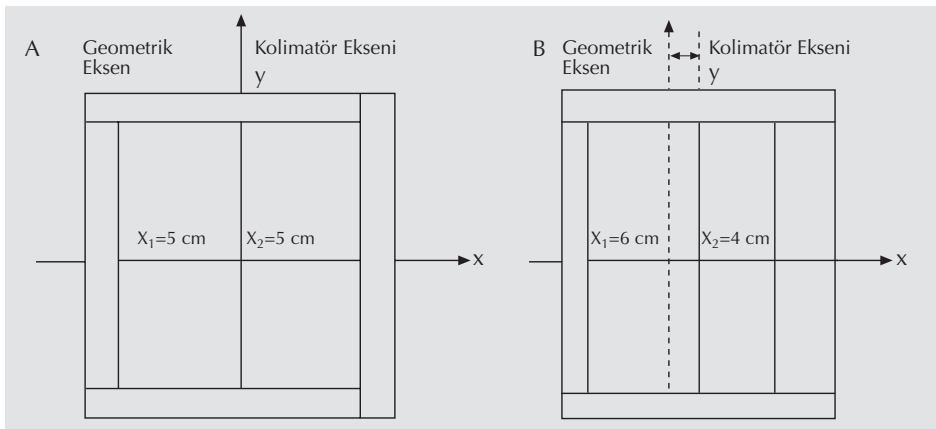 A
Geometrik
Eksen
Kolimatör Ekseni
y
X₁=5 cm
X₂=5 cm
x
B
Geometrik
Eksen
Kolimatör Ekseni
y
X₁=6 cm
X₂=4 cm
x